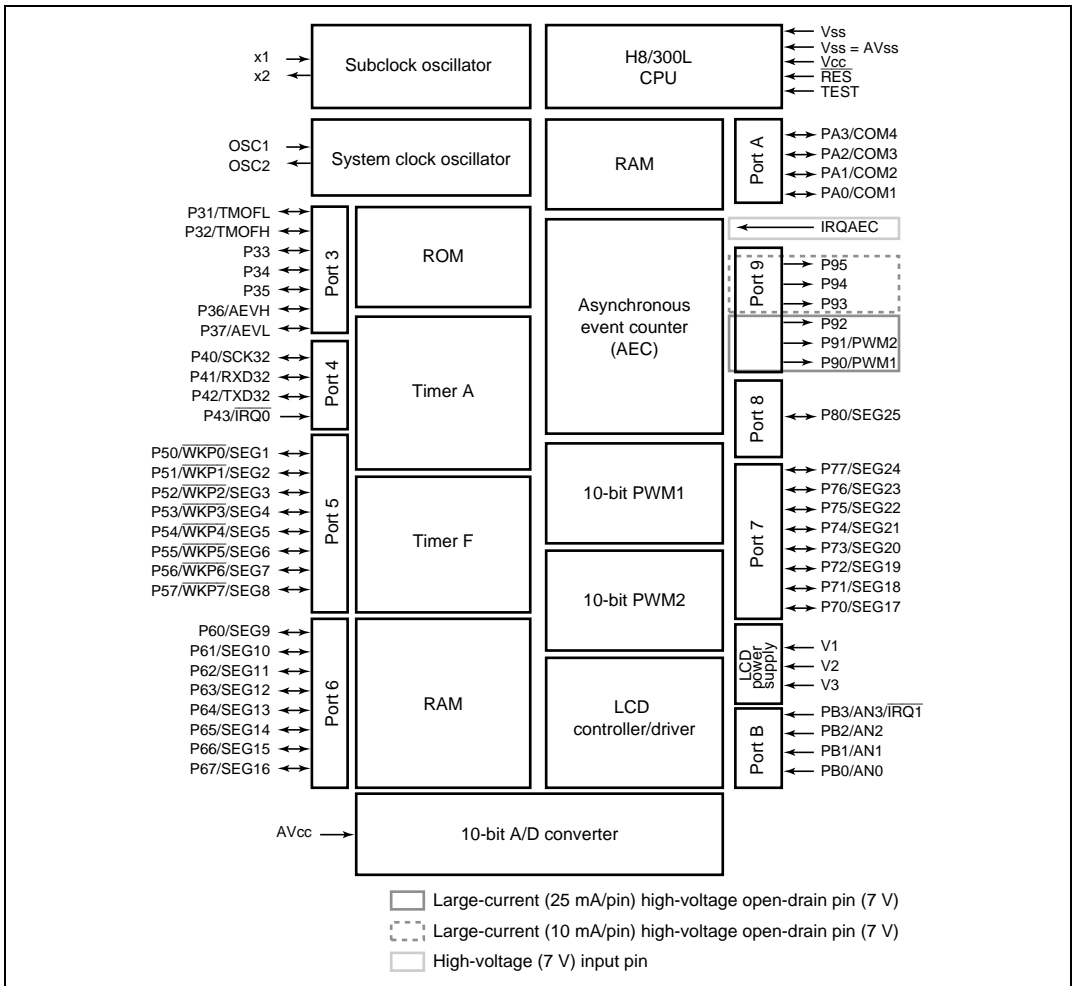 x1
x2
Subclock oscillator
H8/300L
CPU
Vss
Vss = AVss
Vcc
RES
TEST
OSC1
OSC2
System clock oscillator
RAM
Port A
PA3/COM4
PA2/COM3
PA1/COM2
PA0/COM1
IRQAEC
P31/TMOFL
P32/TMOFH
P33
P34
P35
P36/AEVH
P37/AEVL
Port 3
ROM
Asynchronous
event counter
(AEC)
Port 9
P95
P94
P93
P92
P91/PWM2
P90/PWM1
P40/SCK32
P41/RXD32
P42/TXD32
P43/IRQ0
Port 4
Timer A
Port 8
P80/SEG25
P50/WKP0/SEG1
P51/WKP1/SEG2
P52/WKP2/SEG3
P53/WKP3/SEG4
P54/WKP4/SEG5
P55/WKP5/SEG6
P56/WKP6/SEG7
P57/WKP7/SEG8
Port 5
Timer F
10-bit PWM1
10-bit PWM2
Port 7
P77/SEG24
P76/SEG23
P75/SEG22
P74/SEG21
P73/SEG20
P72/SEG19
P71/SEG18
P70/SEG17
P60/SEG9
P61/SEG10
P62/SEG11
P63/SEG12
P64/SEG13
P65/SEG14
P66/SEG15
P67/SEG16
Port 6
RAM
LCD
controller/driver
LCD
power
supply
V1
V2
V3
Port B
PB3/AN3/IRQ1
PB2/AN2
PB1/AN1
PB0/AN0
AVcc
10-bit A/D converter
Large-current (25 mA/pin) high-voltage open-drain pin (7 V)
Large-current (10 mA/pin) high-voltage open-drain pin (7 V)
High-voltage (7 V) input pin